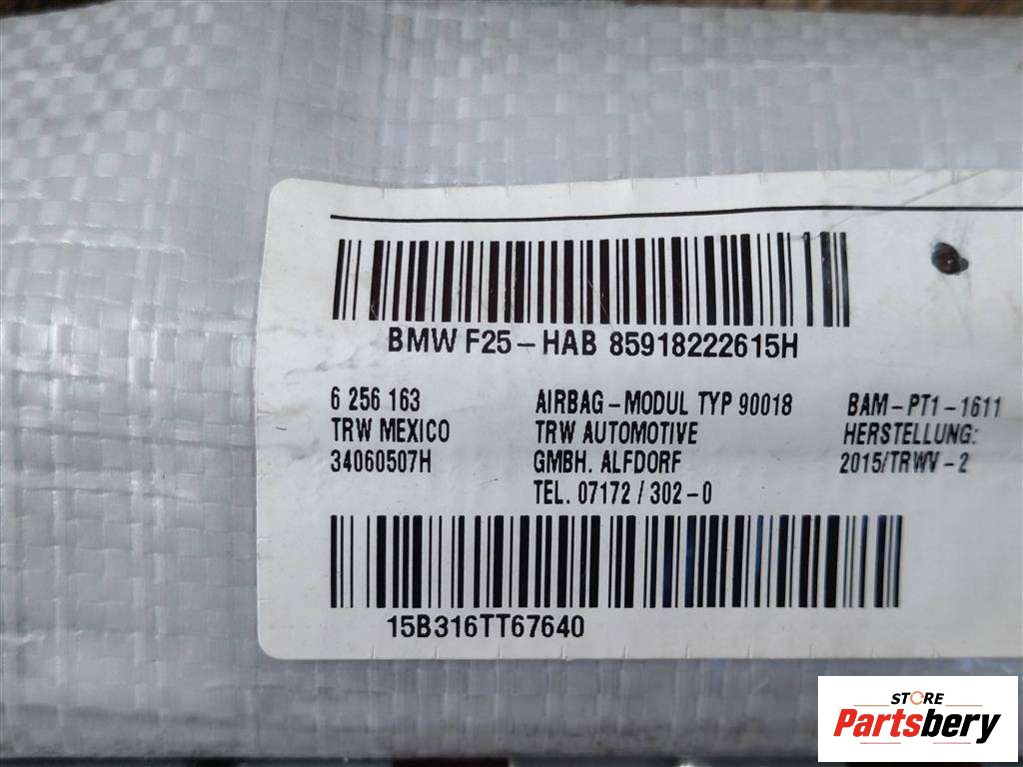 BMW F25-HAB 85918222615H
6 256 163
TRW MEXICO
34060507H
AIRBAG-MODUL TYP 90018
TRW AUTOMOTIVE
GMBH. ALFDORF
TEL. 07172 / 302-0
BAM-PT1-1611
HERSTELLUNG:
2015/TRWV-2
15B316TT67640
STORE
Partsbery